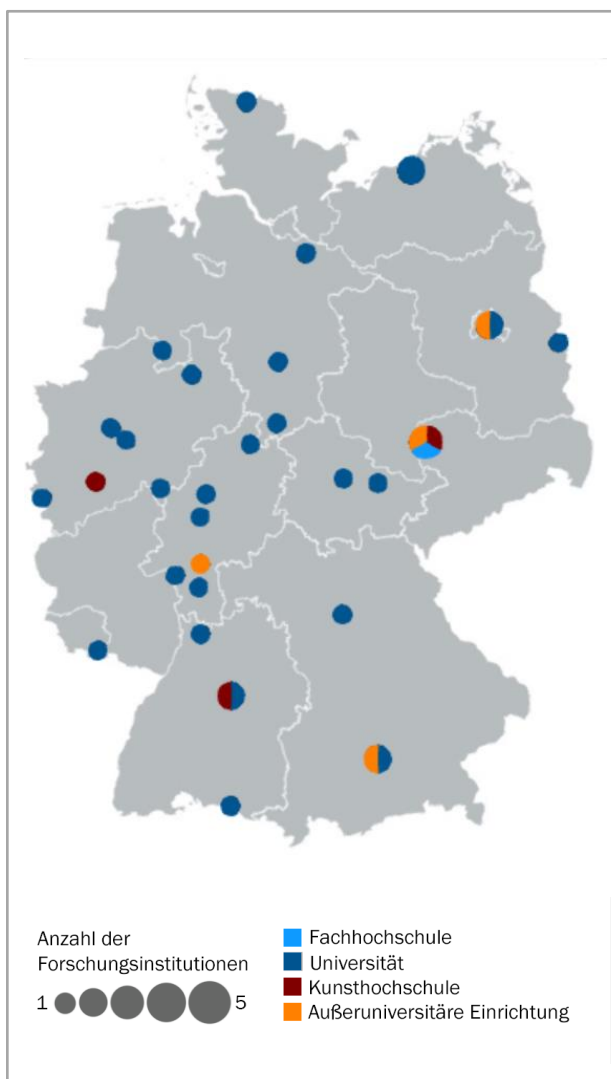 Anzahl der
Forschungsinstitutionen
1 5
Fachhochschule
Universität
Kunsthochschule
Außeruniversitäre Einrichtung